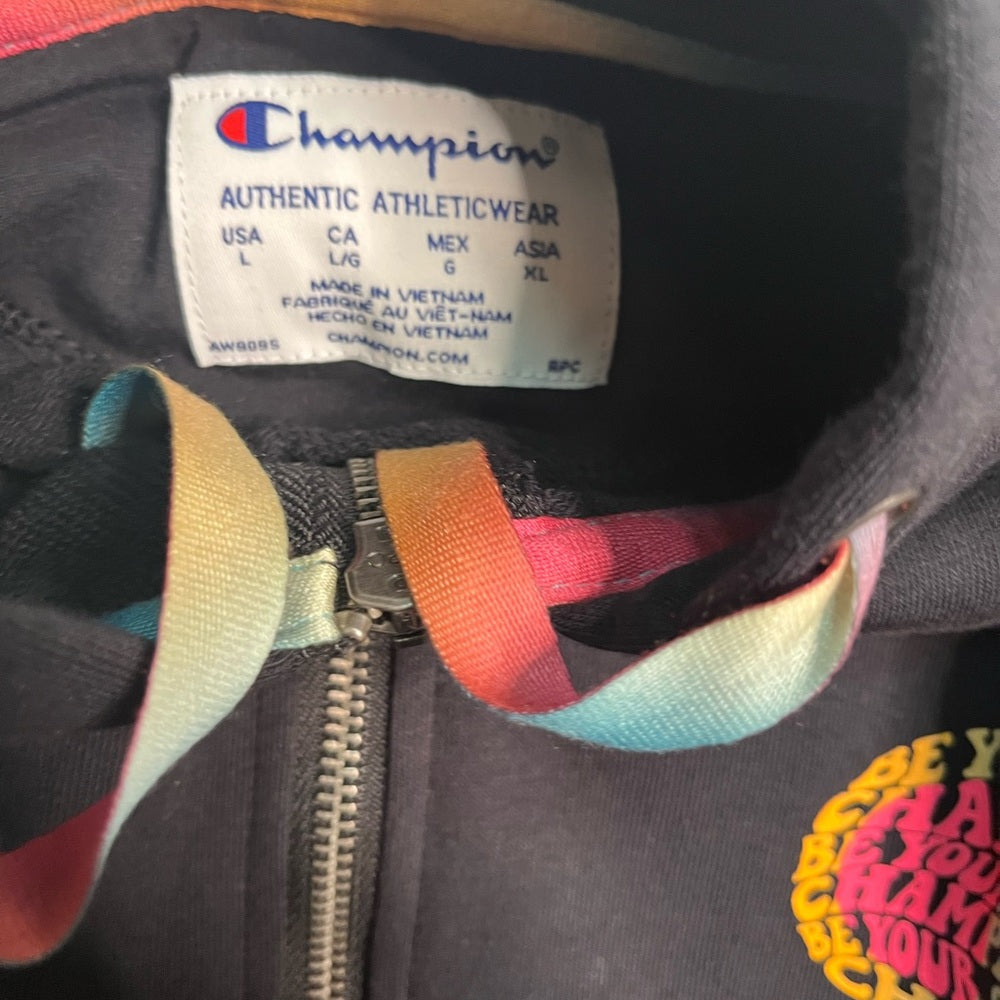 Champion®
AUTHENTIC ATHLETICWEAR
USA CA MEX ASIA
L L/G G XL
MADE IN VIETNAM
FABRIQUÉ AU VIÊT-NAM
HECHO EN VIETNAM
CHAMPION.COM
RPC
BE
CHA
BE YOUR
CHAMP
BE YOUR